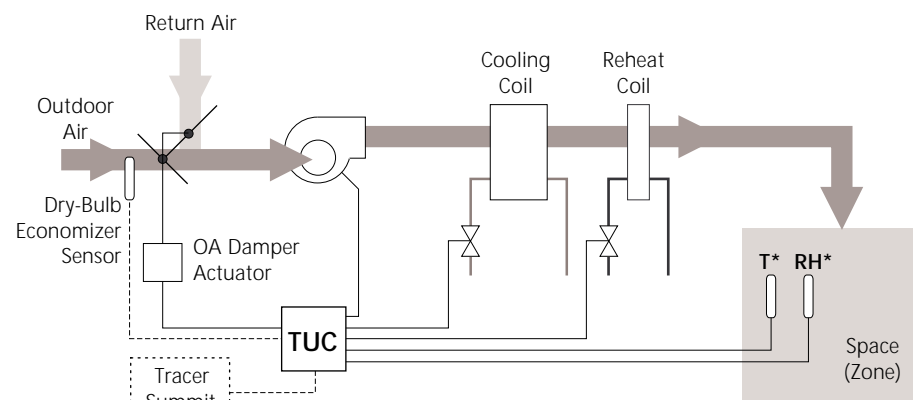 Return Air
Outdoor
Air
Cooling
Coil
Reheat
Coil
Dry-Bulb
Economizer
Sensor
OA Damper
Actuator
T* RH*
TUC
Space
(Zone)
Tracer
Summit